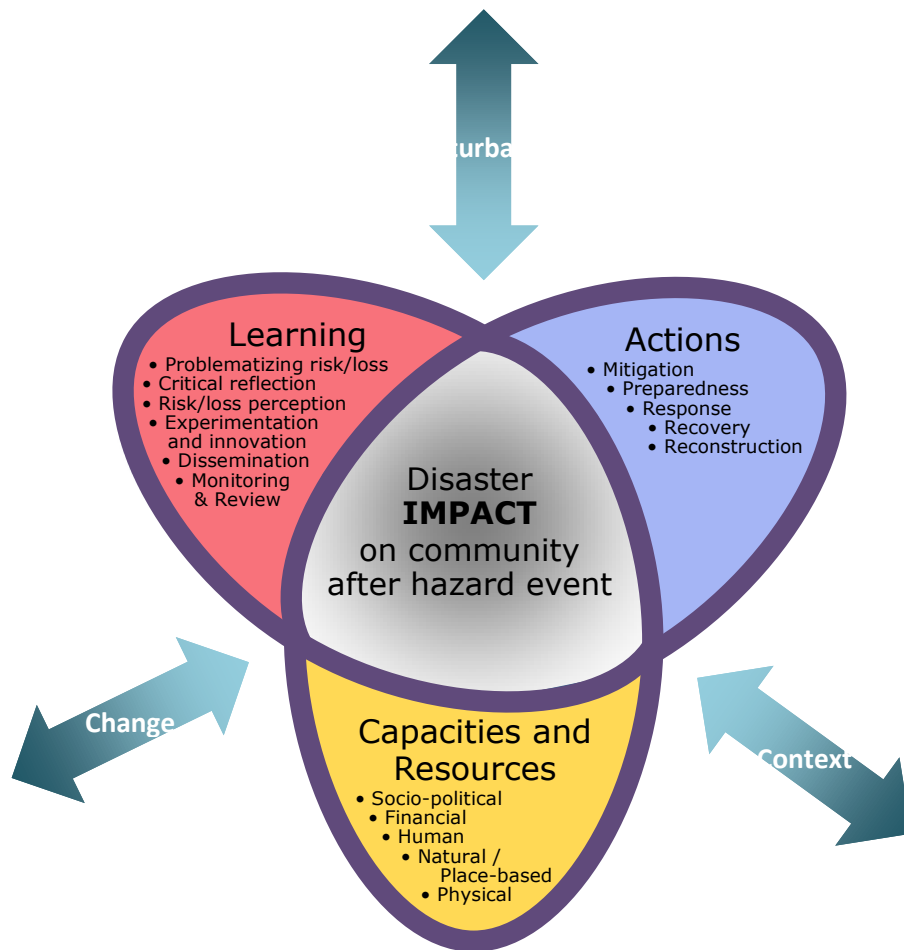 Learning
• Problematizing risk/loss
• Critical reflection
• Risk/loss perception
• Experimentation
and innovation
• Dissemination
• Monitoring
& Review
Actions
• Mitigation
• Preparedness
• Response
• Recovery
• Reconstruction
Disaster
IMPACT
on community
after hazard event
Change
Context
Capacities and
Resources
• Socio-political
• Financial
• Human
• Natural /
Place-based
• Physical